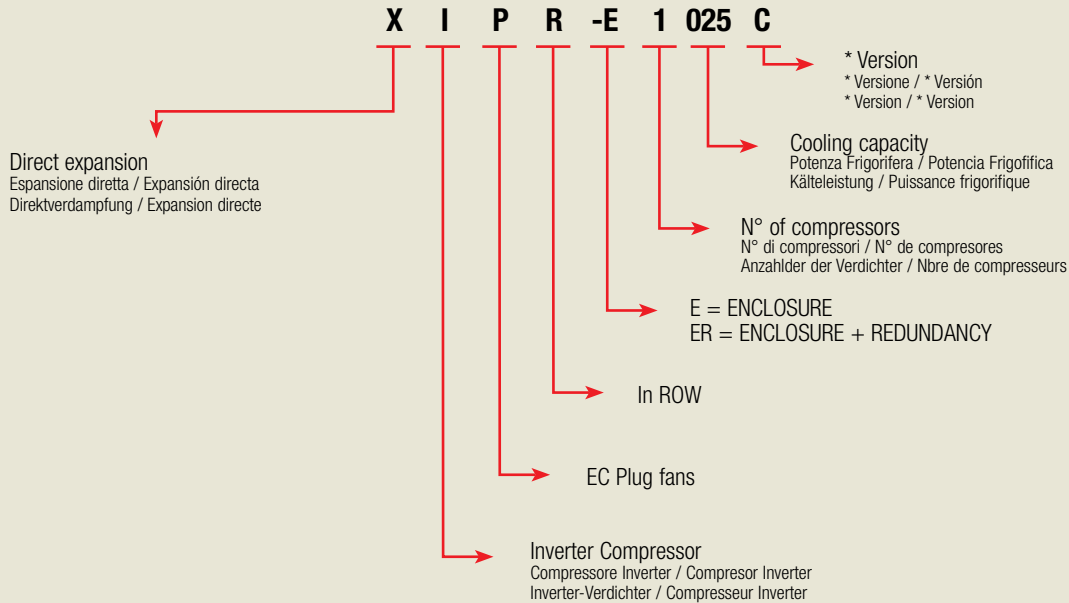 X I P R -E 1 025 C
* Version
* Versione / * Versión
* Version / * Version
Cooling capacity
Potenza Frigorifera / Potencia Frigofifica
Kälteleistung / Puissance frigorifique
Direct expansion
Espansione diretta / Expansión directa
Direktverdampfung / Expansion directe
N° of compressors
N° di compressori / N° de compresores
Anzahlder der Verdichter / Nbre de compresseurs
E = ENCLOSURE
ER = ENCLOSURE + REDUNDANCY
In ROW
EC Plug fans
Inverter Compressor
Compressore Inverter / Compresor Inverter
Inverter-Verdichter / Compresseur Inverter